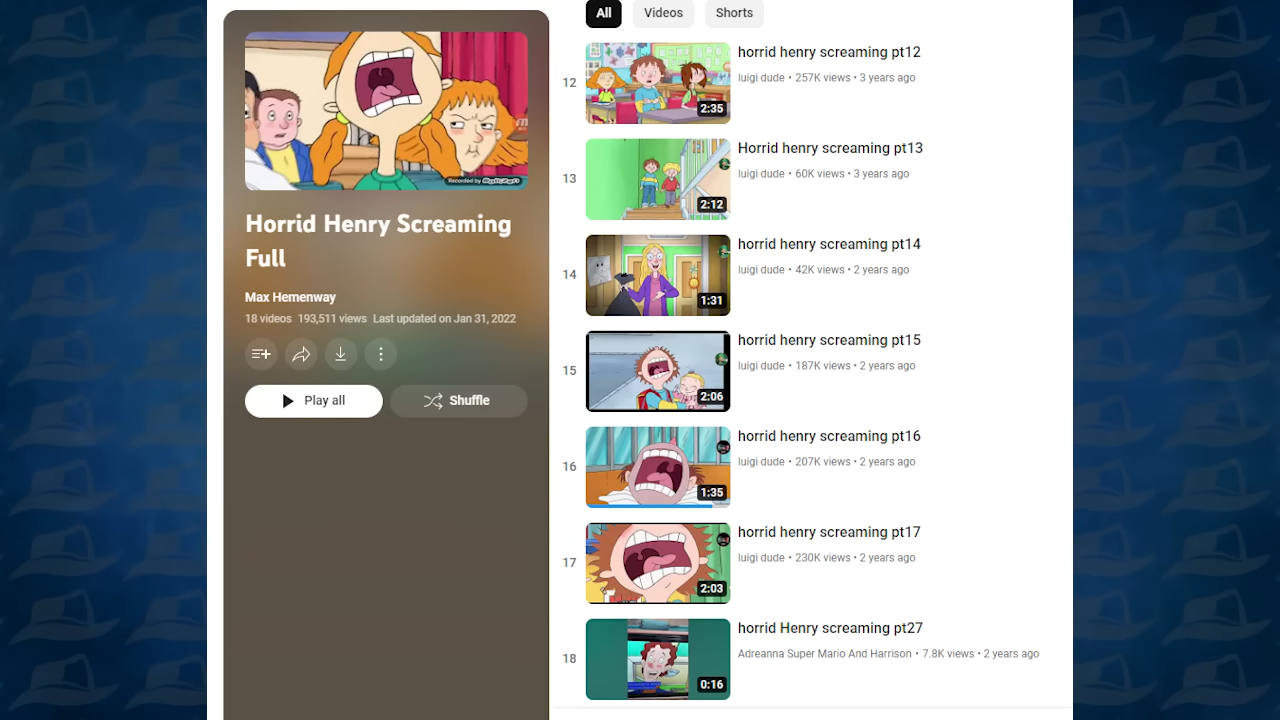 Recorded by
Horrid Henry Screaming
Full
Max Hemenway
18 videos 193,511 views Last updated on Jan 31, 2022
Play all
Shuffle
All
Videos
Shorts
12
2:35
horrid henry screaming pt12
luigi dude • 257K views • 3 years ago
13
2:12
Horrid henry screaming pt13
luigi dude • 60K views • 3 years ago
14
1:31
horrid henry screaming pt14
luigi dude • 42K views • 2 years ago
15
2:06
horrid henry screaming pt15
luigi dude • 187K views • 2 years ago
16
1:35
horrid henry screaming pt16
luigi dude • 207K views • 2 years ago
17
2:03
horrid henry screaming pt17
luigi dude • 230K views • 2 years ago
18
0:16
horrid Henry screaming pt27
Adreanna Super Mario And Harrison • 7.8K views • 2 years ago